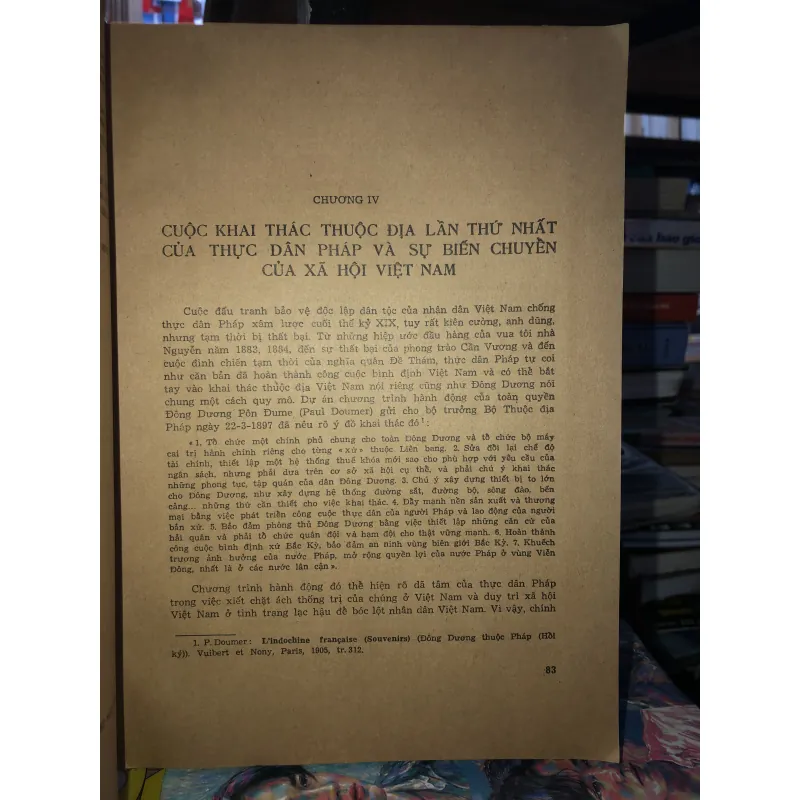 CHƯƠNG IV
CUỘC KHAI THÁC THUỘC ĐỊA LẦN THỨ NHẤT
CỦA THỰC DÂN PHÁP VÀ SỰ BIẾN CHUYỂN
CỦA XÃ HỘI VIỆT NAM
Cuộc đấu tranh bảo vệ độc lập dân tộc của nhân dân Việt Nam chống
thực dân Pháp xâm lược cuối thế kỷ XIX, tuy rất kiên cường, anh dũng,
nhưng tạm thời bị thất bại. Từ những hiệp ước đầu hàng của vua tôi nhà
Nguyễn năm 1883, 1884, đến sự thất bại của phong trào Cần Vương và đến
cuộc đình chiến tạm thời của nghĩa quân Đề Thám, thực dân Pháp tự coi
như căn bản đã hoàn thành công cuộc bình định Việt Nam và có thể bắt
tay vào khai thác thuộc địa Việt Nam nói riêng cũng như Đông Dương nói
chung một cách quy mô. Dự án chương trình hành động của toàn quyền
Đông Dương Pôn Đume (Paul Doumer) gửi cho bộ trưởng Bộ Thuộc địa
Pháp ngày 22-3-1897 đã nêu rõ ý đồ khai thác đó¹:
«1. Tổ chức một chính phủ chung cho toàn Đông Dương và tổ chức bộ máy
cai trị hành chính riêng cho từng «xứ» thuộc Liên bang. 2. Sửa đổi lại chế độ
tài chính, thiết lập một hệ thống thuế khóa mới sao cho phù hợp với yêu cầu của
ngân sách, nhưng phải dựa trên cơ sở xã hội cụ thể, và phải chú ý khai thác
những phong tục, tập quán của dân Đông Dương. 3. Chú ý xây dựng thiết bị to lớn
cho Đông Dương, như xây dựng hệ thống đường sắt, đường bộ, sông đào, bến
cảng... những thứ cần thiết cho việc khai thác. 4. Đẩy mạnh nền sản xuất và thương
mại bằng việc phát triển công cuộc thực dân của người Pháp và lao động của người
bản xứ. 5. Bảo đảm phòng thủ Đông Dương bằng việc thiết lập những căn cứ của
hải quân và phải tổ chức quân đội và hạm đội cho thật vững mạnh. 6. Hoàn thành
công cuộc bình định xứ Bắc Kỳ, bảo đảm an ninh vùng biên giới Bắc Kỳ. 7. Khuếch
trương ảnh hưởng của nước Pháp, mở rộng quyền lợi của nước Pháp ở vùng Viễn
Đông, nhất là ở các nước lân cận».
Chương trình hành động đó thể hiện rõ dã tâm của thực dân Pháp
trong việc xiết chặt ách thống trị của chúng ở Việt Nam và duy trì xã hội
Việt Nam ở tình trạng lạc hậu để bóc lột nhân dân Việt Nam. Vì vậy, chính
1. P. Doumer: L'indochine française (Souvenirs) (Đông Dương thuộc Pháp (Hồi
ký)). Vuibert et Nony, Paris, 1905, tr. 312.
83